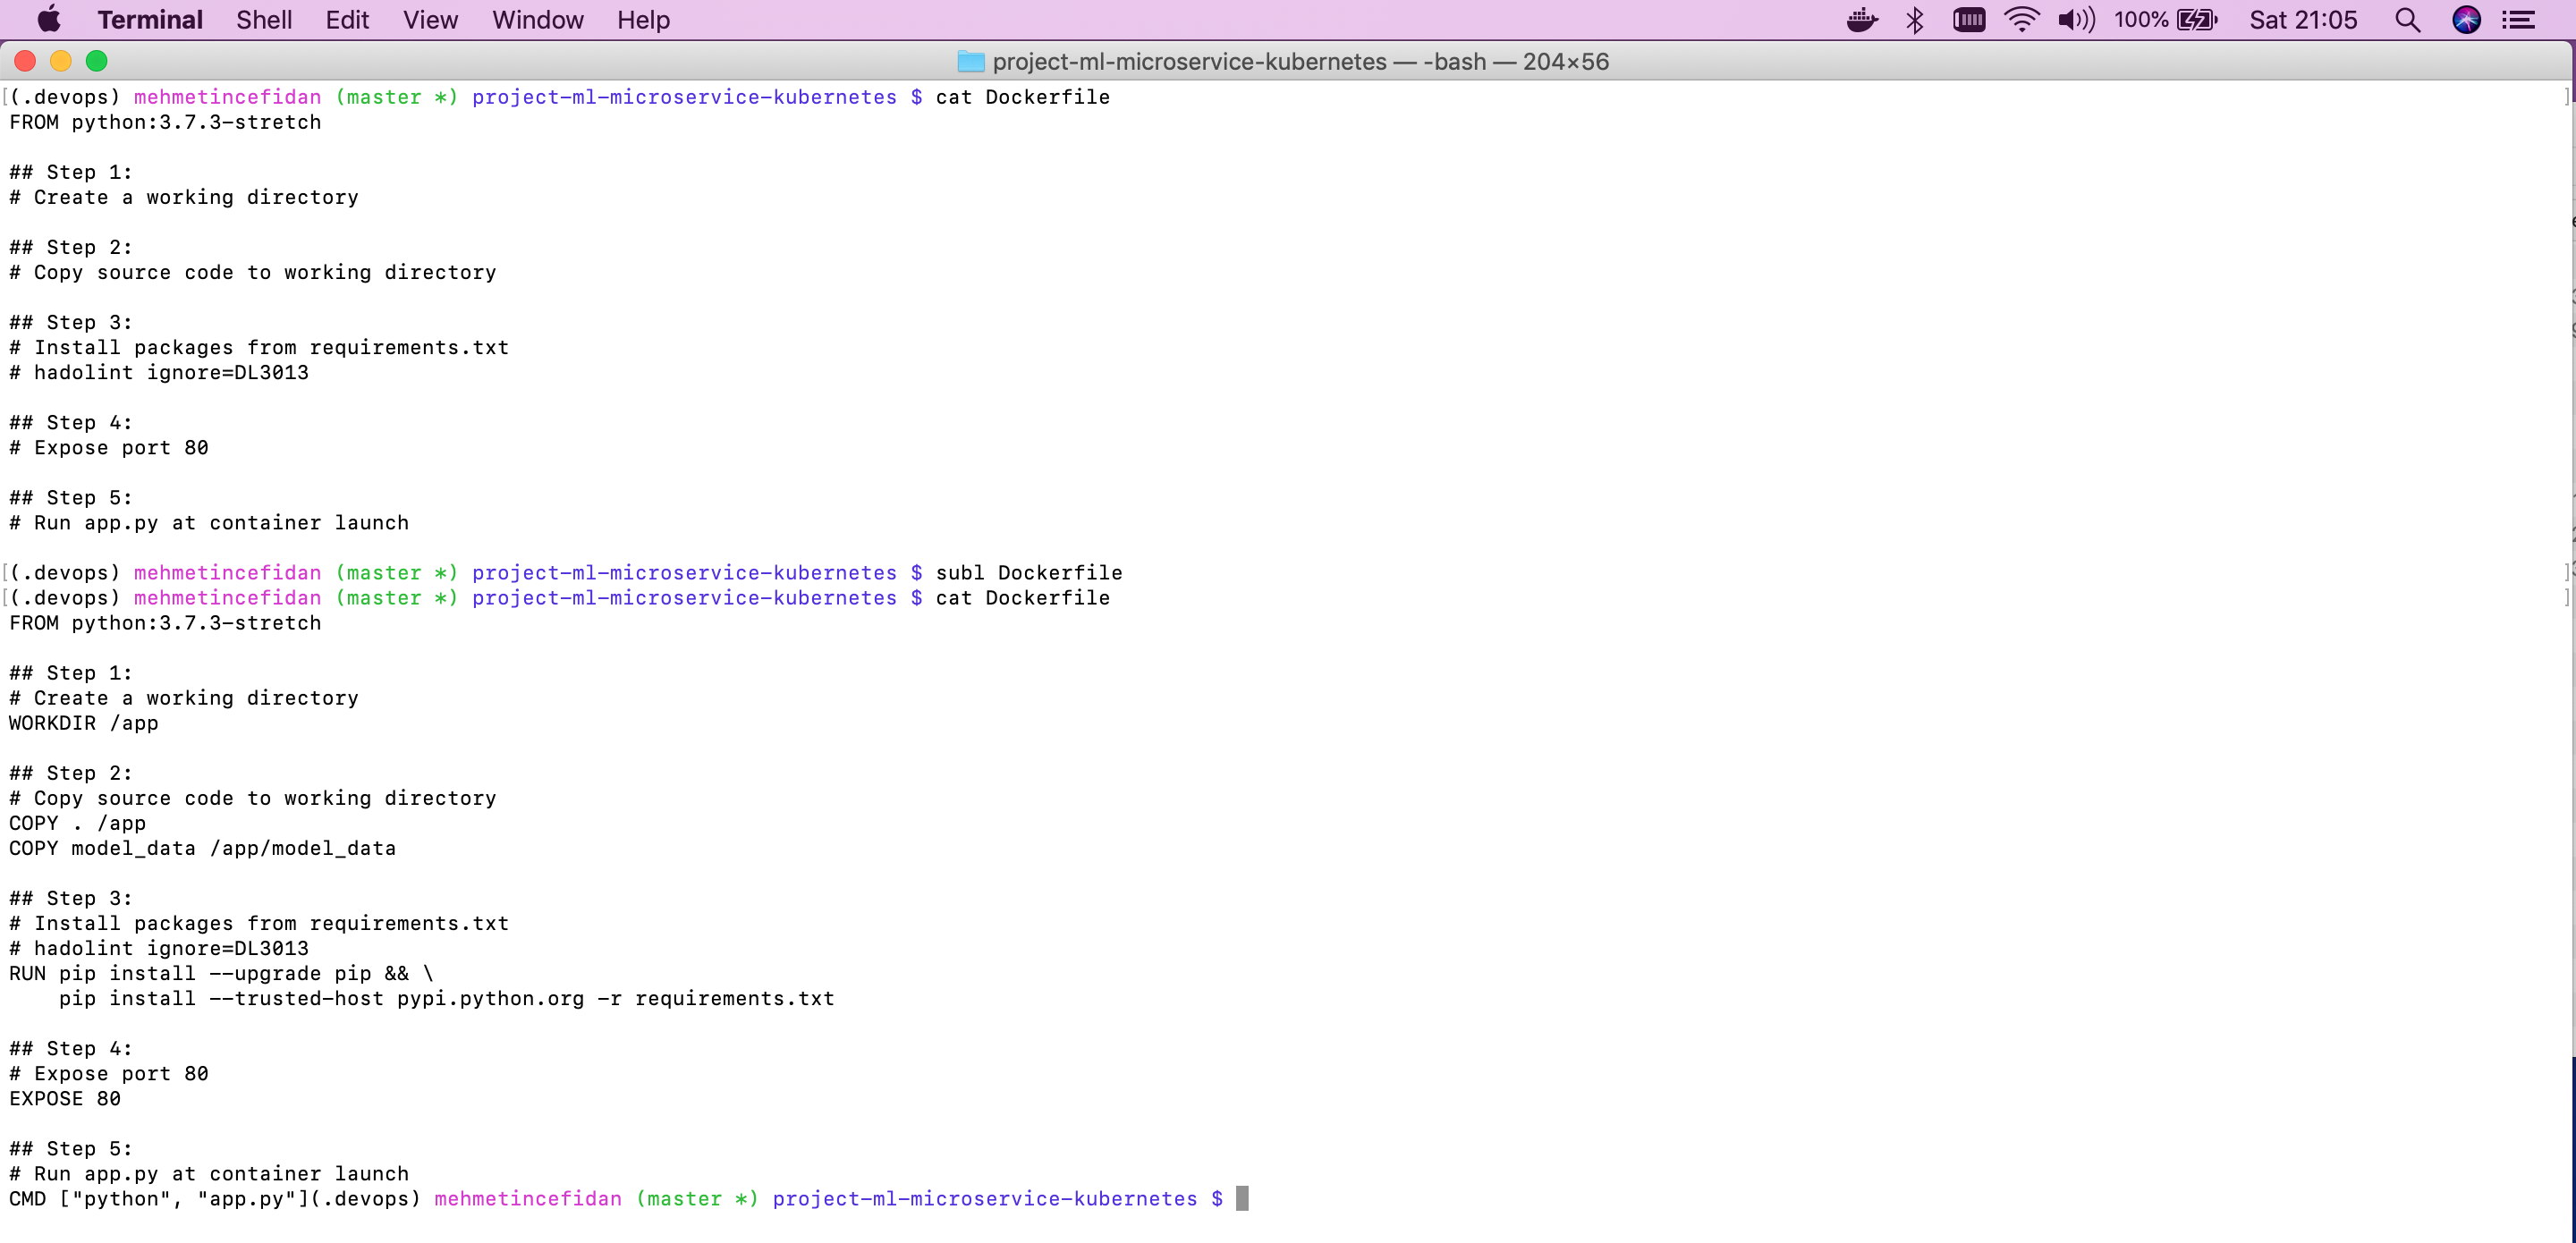 Terminal Shell Edit View Window Help 100% Sat 21:05
project-ml-microservice-kubernetes — -bash — 204×56
[(.devops) mehmetincefidan (master *) project-ml-microservice-kubernetes $ cat Dockerfile ]
FROM python:3.7.3-stretch
## Step 1:
# Create a working directory
## Step 2:
# Copy source code to working directory
## Step 3:
# Install packages from requirements.txt
# hadolint ignore=DL3013
## Step 4:
# Expose port 80
## Step 5:
# Run app.py at container launch
[(.devops) mehmetincefidan (master *) project-ml-microservice-kubernetes $ subl Dockerfile ]
[(.devops) mehmetincefidan (master *) project-ml-microservice-kubernetes $ cat Dockerfile ]
FROM python:3.7.3-stretch
## Step 1:
# Create a working directory
WORKDIR /app
## Step 2:
# Copy source code to working directory
COPY . /app
COPY model_data /app/model_data
## Step 3:
# Install packages from requirements.txt
# hadolint ignore=DL3013
RUN pip install --upgrade pip && \
    pip install --trusted-host pypi.python.org -r requirements.txt
## Step 4:
# Expose port 80
EXPOSE 80
## Step 5:
# Run app.py at container launch
CMD ["python", "app.py"](.devops) mehmetincefidan (master *) project-ml-microservice-kubernetes $